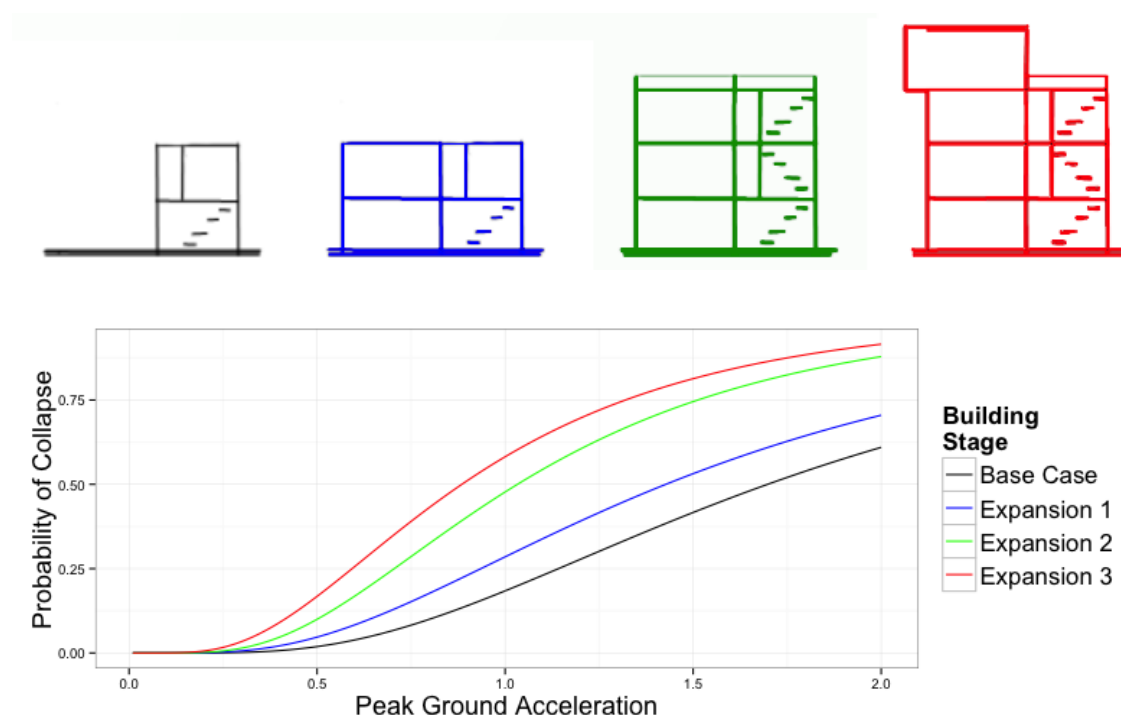 Probability of Collapse
0.75
0.50
0.25
0.00
0.0
0.5
1.0
1.5
2.0
Peak Ground Acceleration
Building
Stage
Base Case
Expansion 1
Expansion 2
Expansion 3